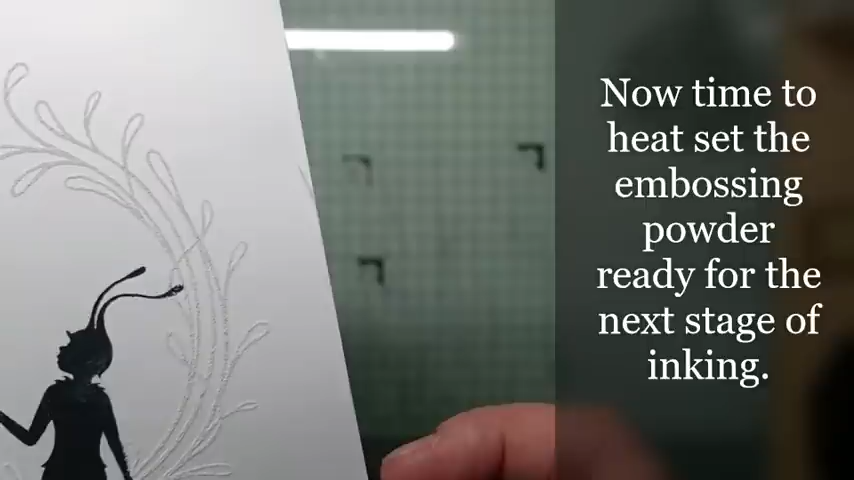 Now time to
heat set the
embossing
powder
ready for the
next stage of
inking.